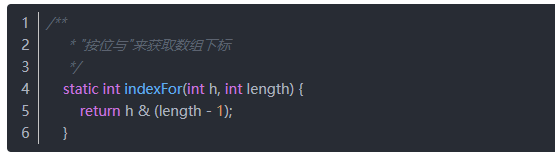 1 /**
2 * "按位与"来获取数组下标
3 */
4 static int indexFor(int h, int length) {
5 return h & (length - 1);
6 }